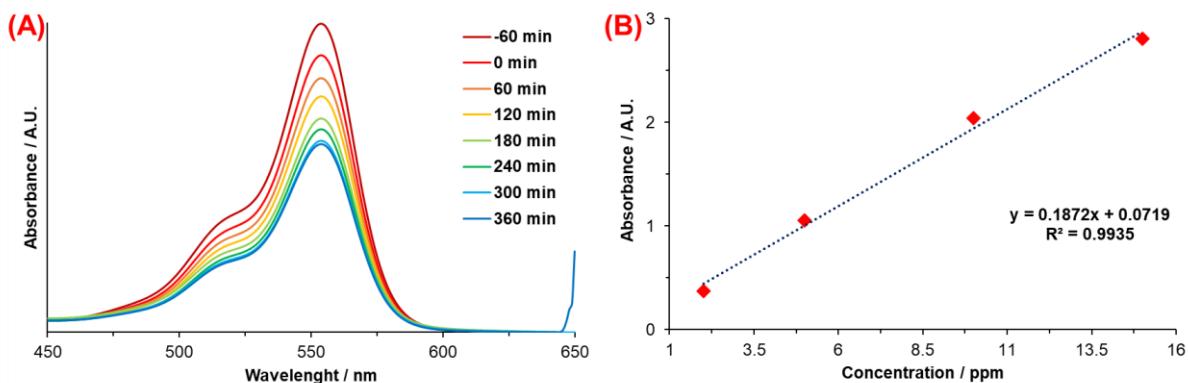 (A)
Absorbance / A.U.
-60 min
0 min
60 min
120 min
180 min
240 min
300 min
360 min
450 500 550 600 650
Wavelenght / nm
(B)
Absorbance / A.U.
3
2
1
0
y = 0.1872x + 0.0719
R² = 0.9935
1 3.5 6 8.5 11 13.5 16
Concentration / ppm